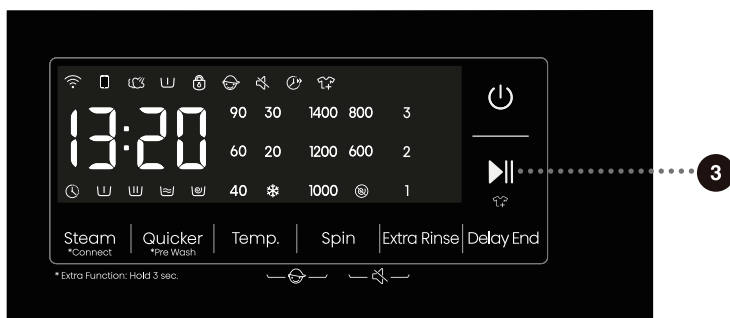 13:20
90 30 1400 800 3
60 20 1200 600 2
40 1000 1
3
Steam Quicker Temp. Spin Extra Rinse Delay End
*Connect *Pre Wash
* Extra Function: Hold 3 sec.